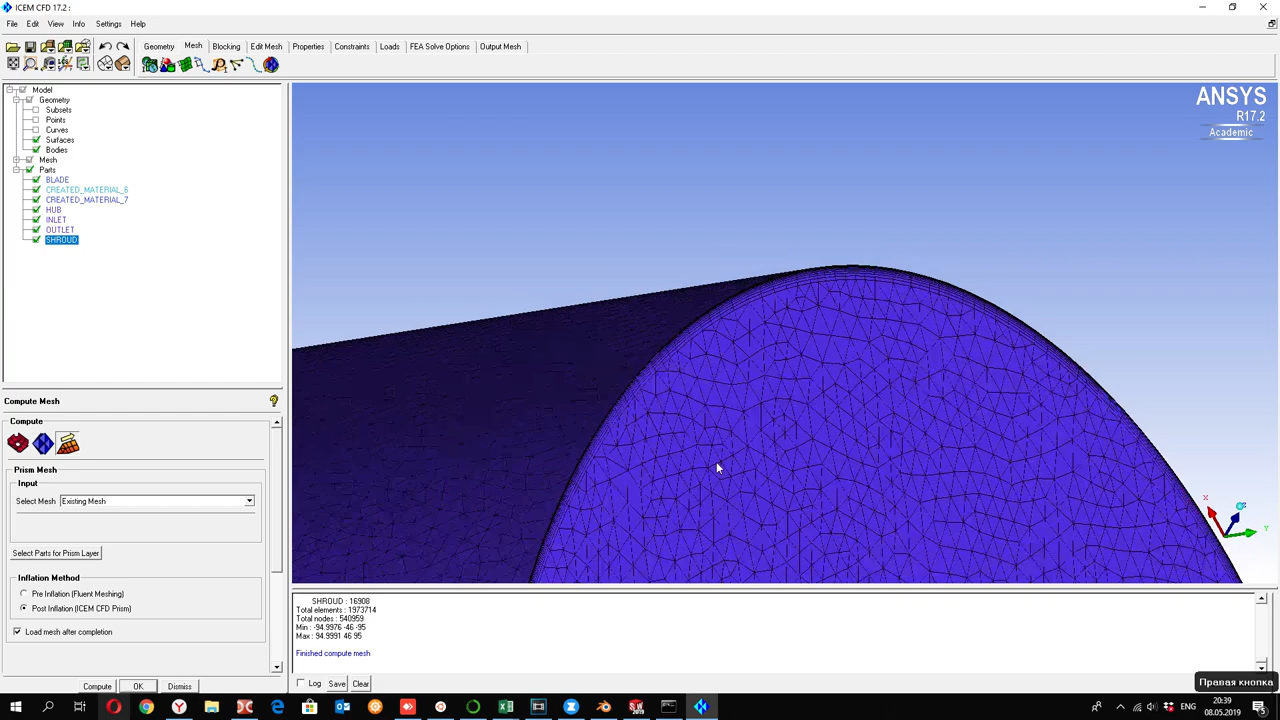 ICEM CFD 17.2 :
File Edit View Info Settings Help
Geometry Mesh Blocking Edit Mesh Properties Constraints Loads FEA Solve Options Output Mesh
Model
Geometry
Subsets
Points
Curves
Surfaces
Bodies
Mesh
Parts
BLADE
CREATED_MATERIAL_6
CREATED_MATERIAL_7
HUB
INLET
OUTLET
SHROUD
ANSYS
R17.2
Academic
Compute Mesh
Compute
Prism Mesh
Input
Select Mesh Existing Mesh
Select Parts for Prism Layer
Inflation Method
Pre Inflation (Fluent Meshing)
Post Inflation (ICEM CFD Prism)
Load mesh after completion
Compute OK Dismiss
X
Y
SHROUD : 16908
Total elements : 1973714
Total nodes : 540959
Min : -94.9976 -46 -95
Max : 94.9991 46 95
Finished compute mesh
Log Save Clear
Правая кнопка
ENG
20:39
08.05.2019